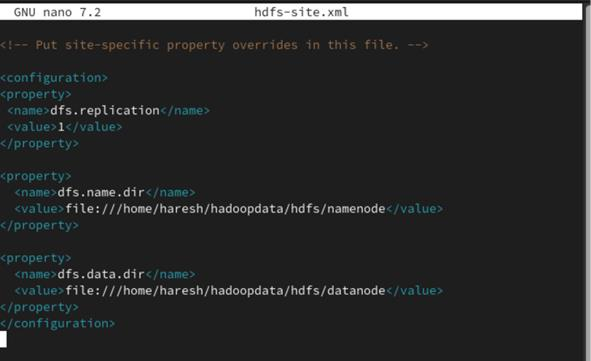 GNU nano 7.2 hdfs-site.xml
<!-- Put site-specific property overrides in this file. -->
<configuration>
<property>
<name>dfs.replication</name>
<value>1</value>
</property>
<property>
<name>dfs.name.dir</name>
<value>file:///home/haresh/hadoopdata/hdfs/namenode</value>
</property>
<property>
<name>dfs.data.dir</name>
<value>file:///home/haresh/hadoopdata/hdfs/datanode</value>
</property>
</configuration>